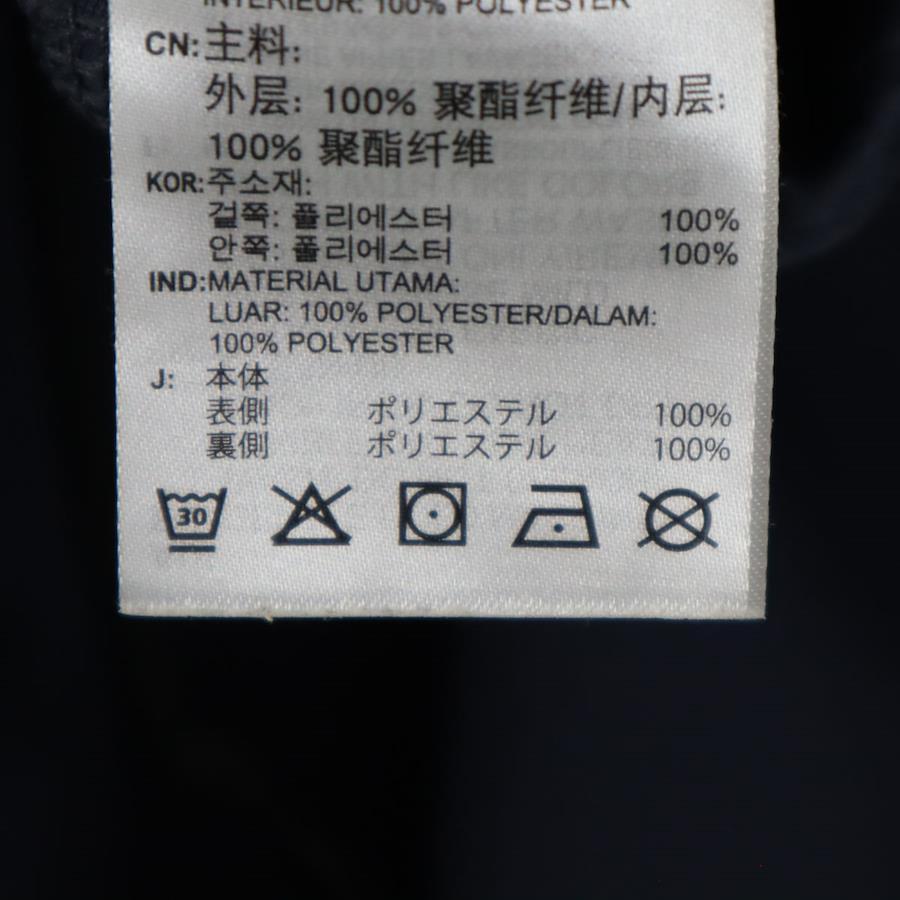 INTERIEUR: 100% POLYESTER
CN: 主料:
外层: 100% 聚酯纤维/内层:
100% 聚酯纤维
KOR: 주소재:
겉쪽: 폴리에스터 100%
안쪽: 폴리에스터 100%
IND: MATERIAL UTAMA:
LUAR: 100% POLYESTER/DALAM:
100% POLYESTER
J: 本体
表側 ポリエステル 100%
裏側 ポリエステル 100%
30